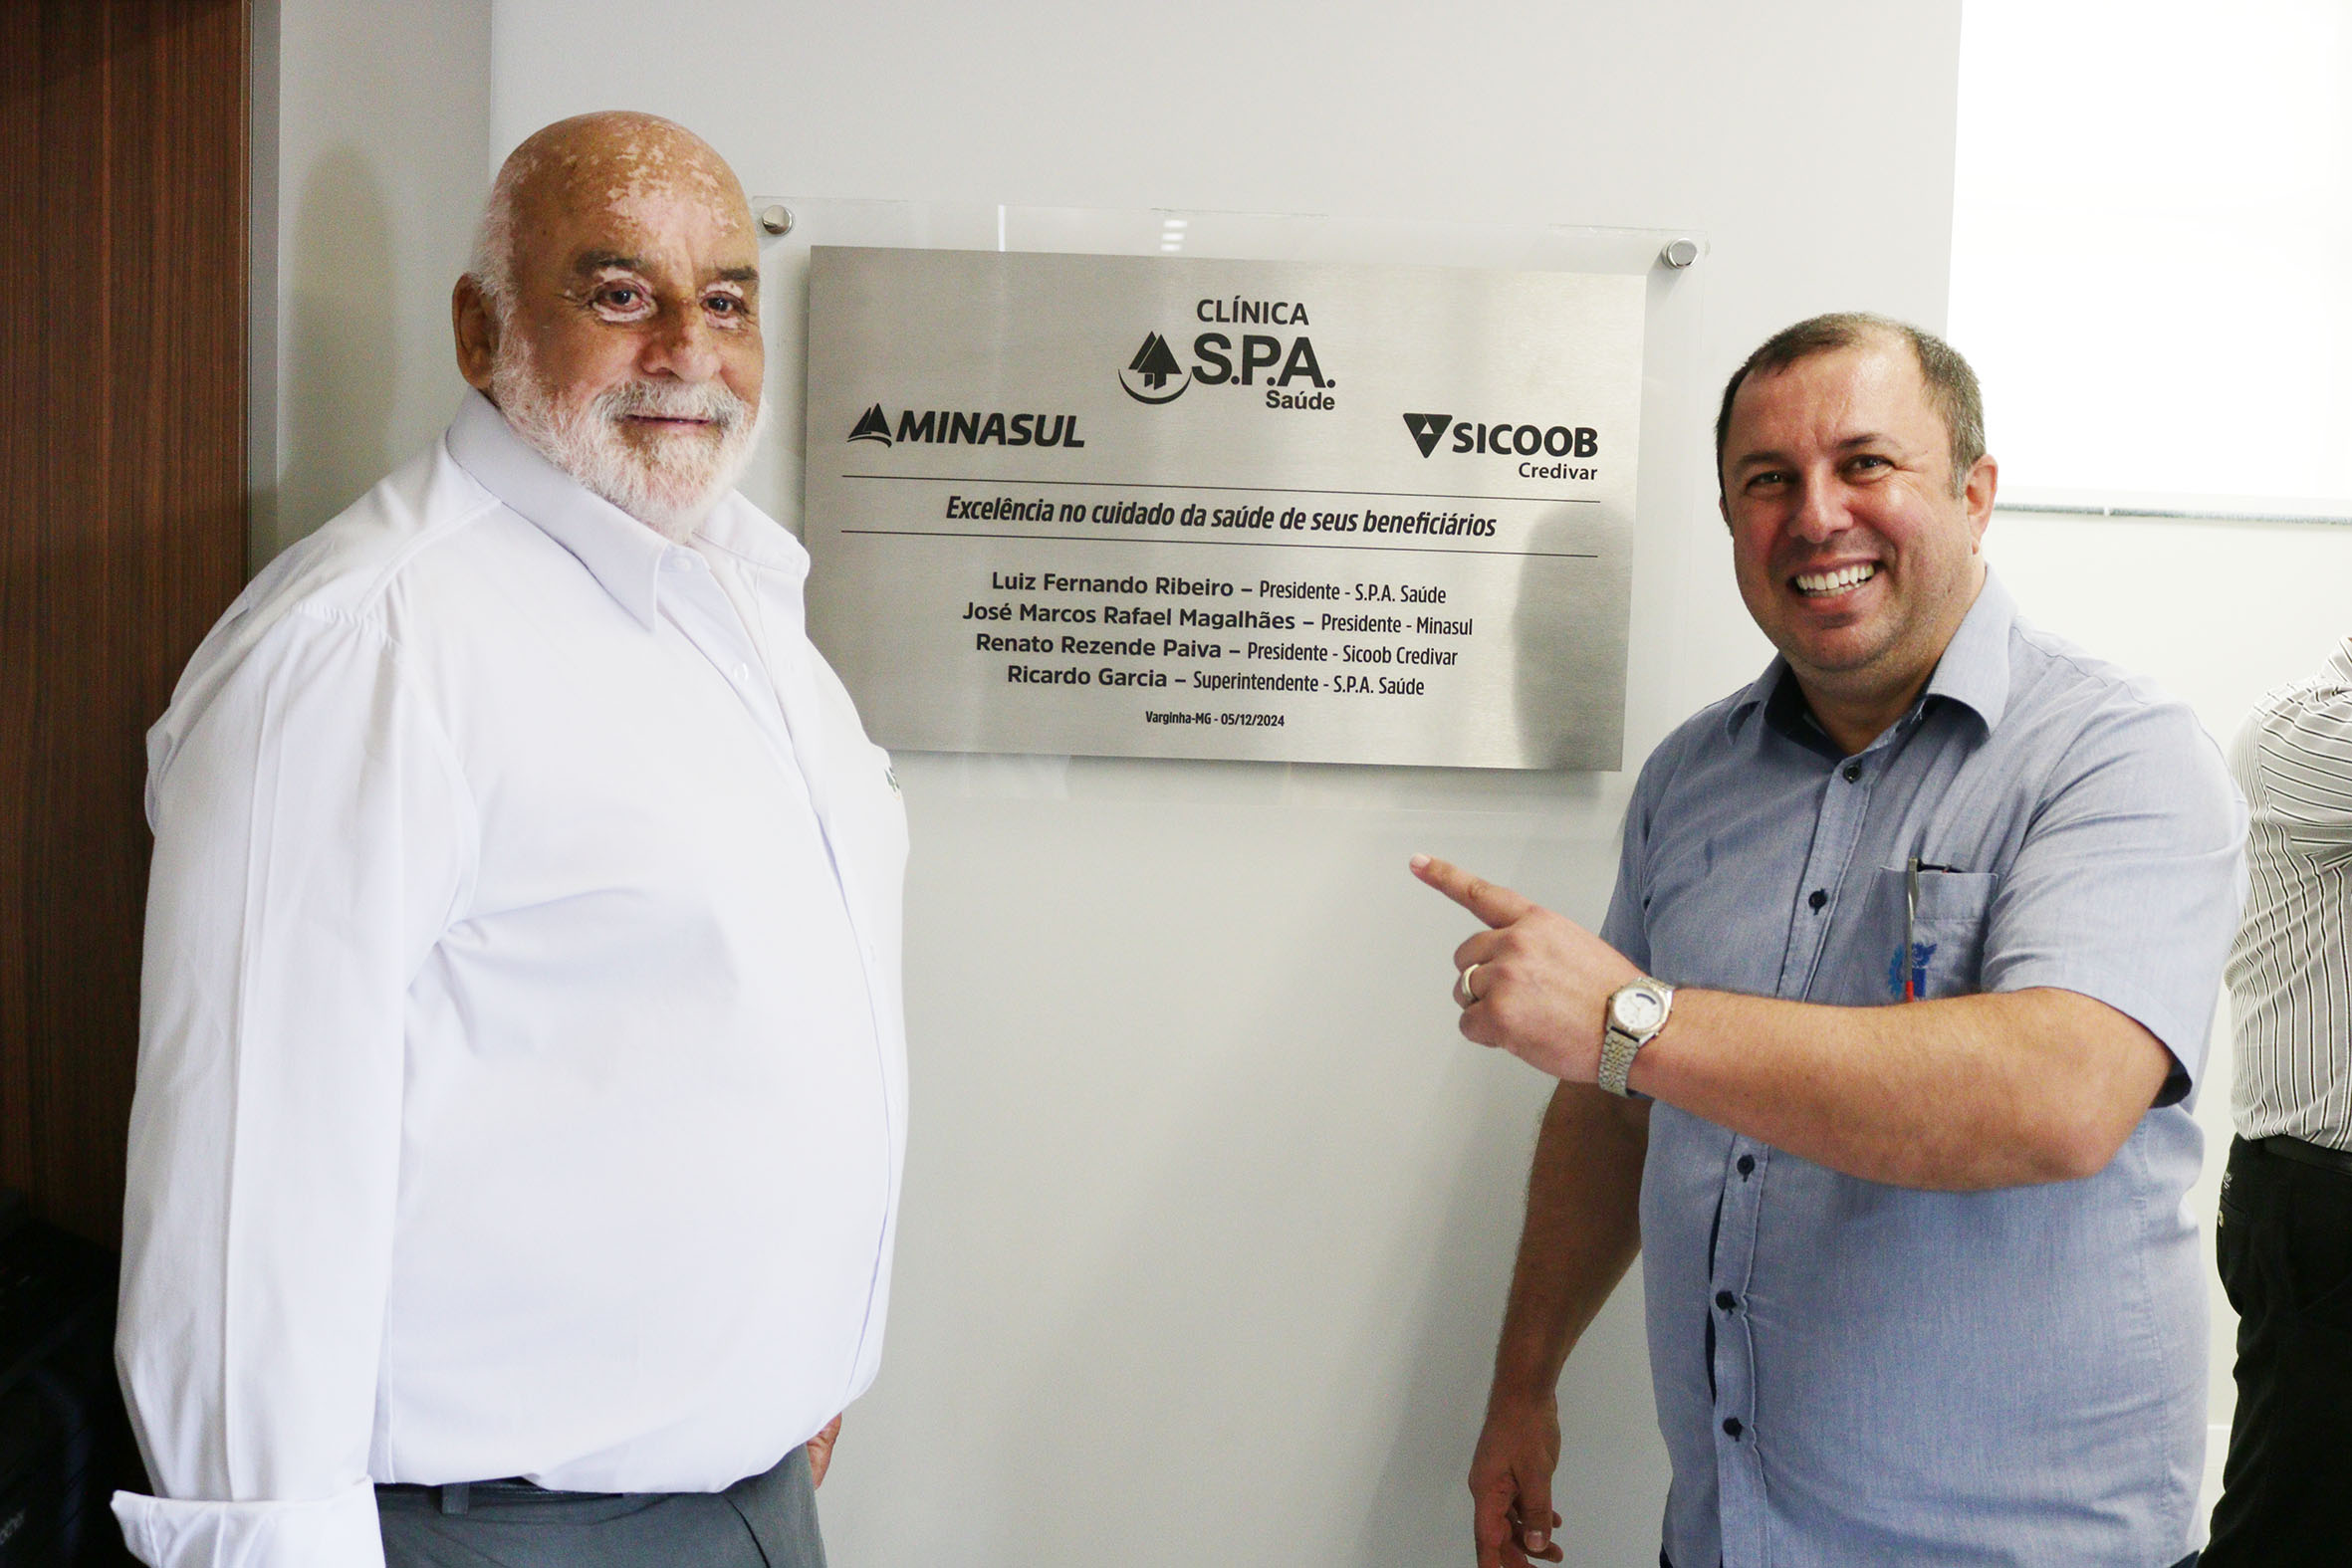 CLÍNICA
S.P.A.
Saúde
MINASUL
SICOOB
Credivar
Excelência no cuidado da saúde de seus beneficiários
Luiz Fernando Ribeiro – Presidente - S.P.A. Saúde
José Marcos Rafael Magalhães – Presidente - Minasul
Renato Rezende Paiva – Presidente - Sicoob Credivar
Ricardo Garcia – Superintendente - S.P.A. Saúde
Varginha-MG - 05/12/2024